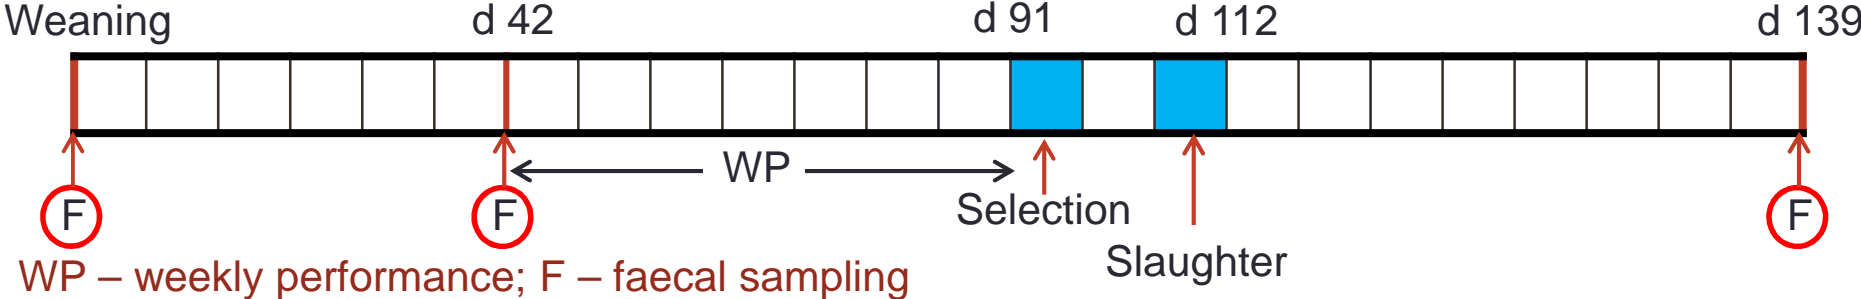 Weaning d 42 d 91 d 112 d 139
WP
F F Selection F
Slaughter
WP – weekly performance; F – faecal sampling